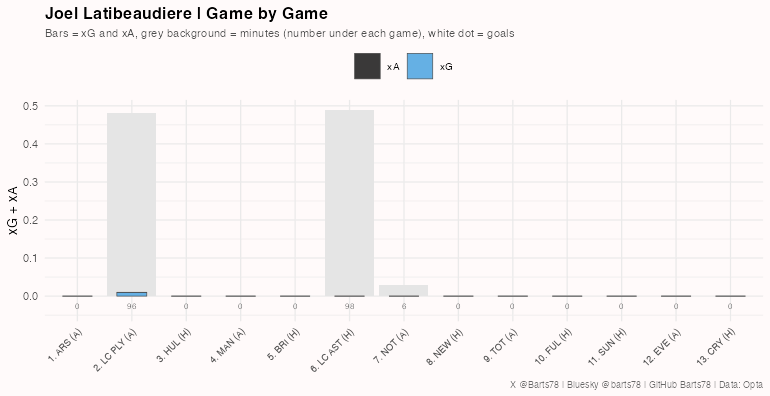 Joel Latibeaudiere | Game by Game
Bars = xG and xA, grey background = minutes (number under each game), white dot = goals
xA xG
xG + xA
0.5
0.4
0.3
0.2
0.1
0.0
0 96 0 0 0 98 6 0 0 0 0 0 0
1. ARS (A)
2. LC PLY (A)
3. HUL (H)
4. MAN (A)
5. BRI (H)
6. LC AST (H)
7. NOT (A)
8. NEW (H)
9. TOT (A)
10. FUL (H)
11. SUN (H)
12. EVE (A)
13. CRY (H)
X @Barts78 | Bluesky @barts78 | GitHub Barts78 | Data: Opta